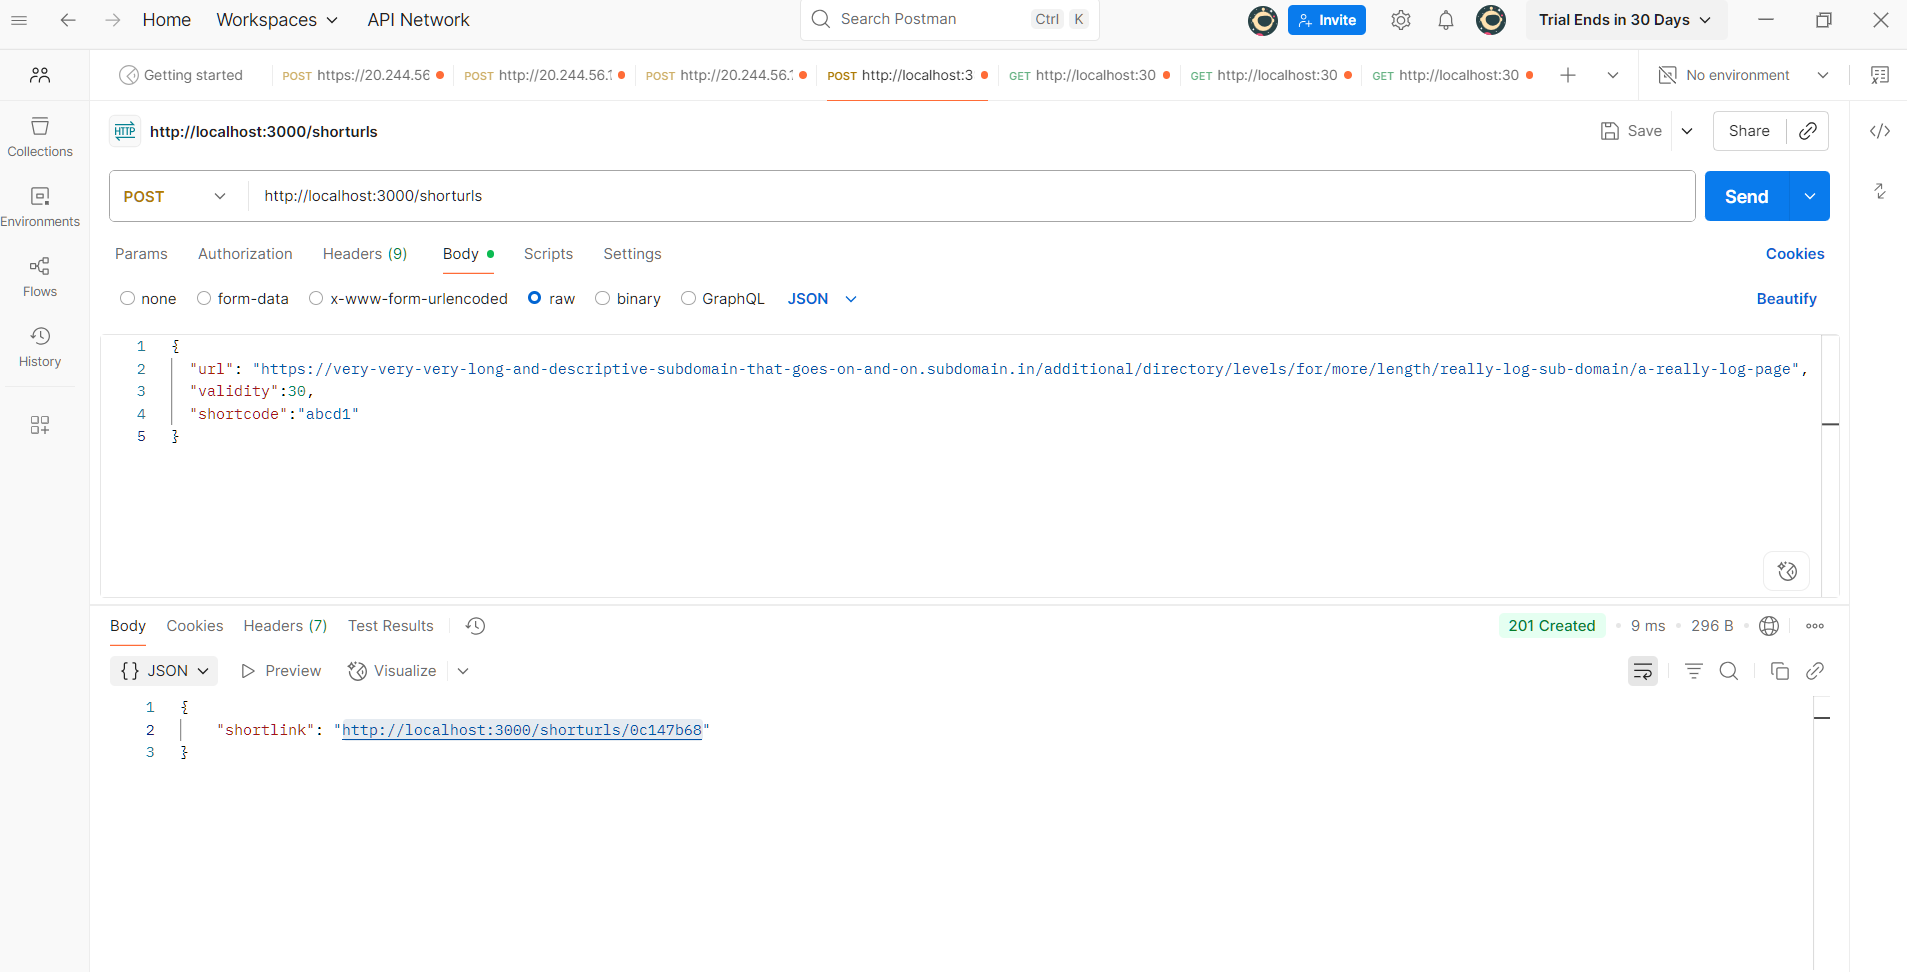 Home Workspaces API Network Search Postman Ctrl K Invite Trial Ends in 30 Days
Getting started POST https://20.244.56 POST http://20.244.56.1 POST http://20.244.56.1 POST http://localhost:3 GET http://localhost:30 GET http://localhost:30 GET http://localhost:30 No environment
HTTP http://localhost:3000/shorturls Save Share
Collections
Environments
Flows
History
POST http://localhost:3000/shorturls Send
Params Authorization Headers (9) Body Scripts Settings Cookies
none form-data x-www-form-urlencoded raw binary GraphQL JSON Beautify
1 {
2 "url": "https://very-very-very-long-and-descriptive-subdomain-that-goes-on-and-on.subdomain.in/additional/directory/levels/for/more/length/really-log-sub-domain/a-really-log-page",
3 "validity":30,
4 "shortcode":"abcd1"
5 }
Body Cookies Headers (7) Test Results 201 Created 9 ms 296 B
{} JSON Preview Visualize
1 {
2 "shortlink": "http://localhost:3000/shorturls/0c147b68"
3 }